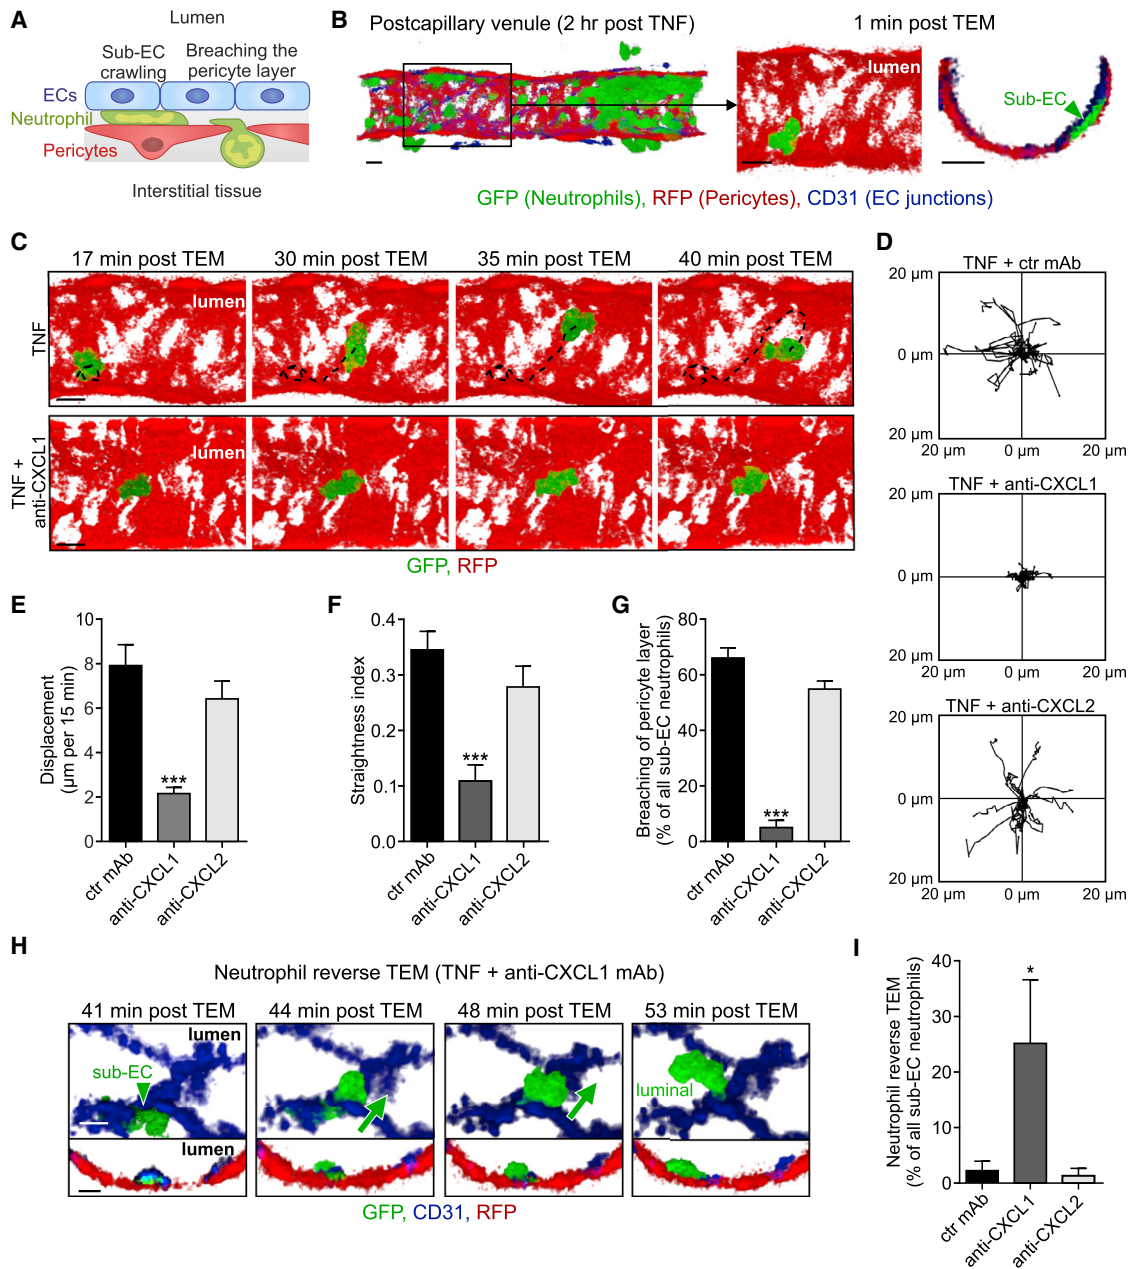 A
Lumen
Sub-EC
crawling
Breaching the
pericyte layer
ECs
Neutrophil
Pericytes
Interstitial tissue
B
Postcapillary venule (2 hr post TNF)
1 min post TEM
lumen
Sub-EC
GFP (Neutrophils), RFP (Pericytes), CD31 (EC junctions)
C
17 min post TEM
30 min post TEM
35 min post TEM
40 min post TEM
TNF
lumen
TNF +
anti-CXCL1
lumen
GFP, RFP
D
TNF + ctr mAb
20 µm
0 µm
20 µm
20 µm
0 µm
20 µm
TNF + anti-CXCL1
20 µm
0 µm
20 µm
20 µm
0 µm
20 µm
TNF + anti-CXCL2
20 µm
0 µm
20 µm
20 µm
0 µm
20 µm
E
Displacement
(µm per 15 min)
10
8
6
4
2
0
***
ctr mAb
anti-CXCL1
anti-CXCL2
F
Straightness index
0.4
0.3
0.2
0.1
0.0
***
ctr mAb
anti-CXCL1
anti-CXCL2
G
Breaching of pericyte layer
(% of all sub-EC neutrophils)
80
60
40
20
0
***
ctr mAb
anti-CXCL1
anti-CXCL2
H
Neutrophil reverse TEM (TNF + anti-CXCL1 mAb)
41 min post TEM
44 min post TEM
48 min post TEM
53 min post TEM
lumen
sub-EC
luminal
lumen
GFP, CD31, RFP
I
Neutrophil reverse TEM
(% of all sub-EC neutrophils)
40
30
20
10
0
*
ctr mAb
anti-CXCL1
anti-CXCL2